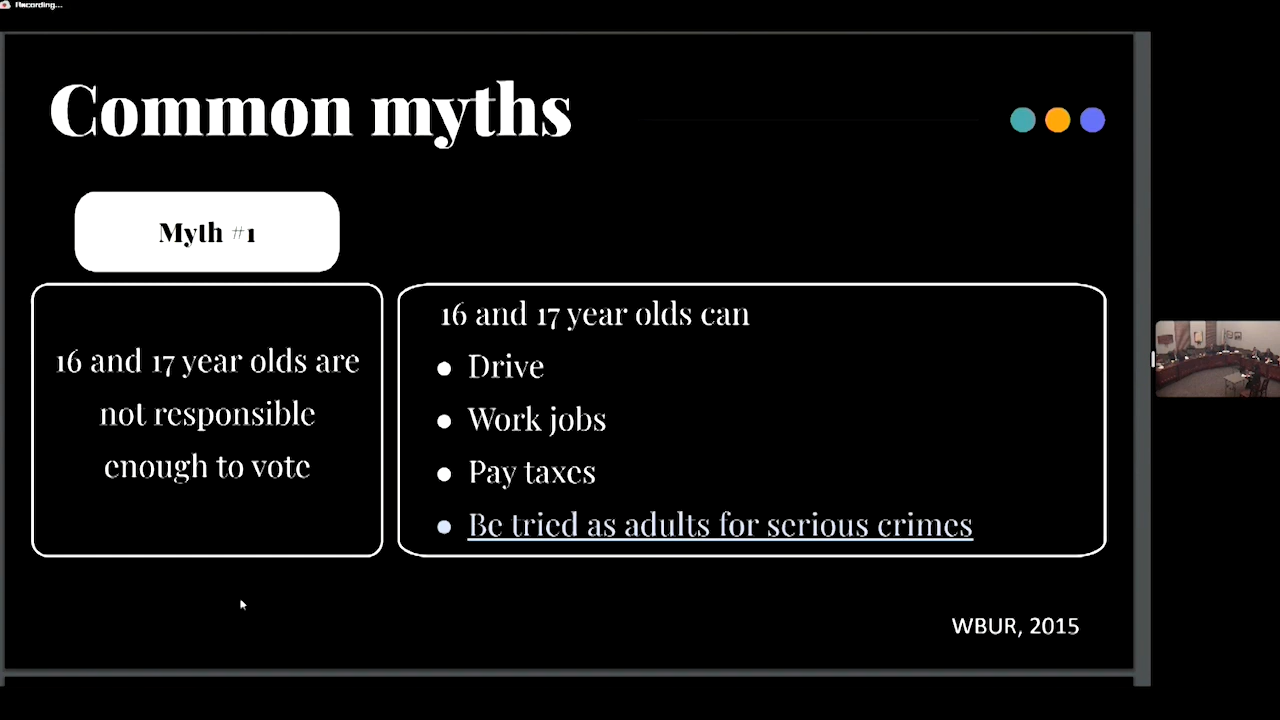 Recording...
Common myths
Myth #1
16 and 17 year olds are
not responsible
enough to vote
16 and 17 year olds can
● Drive
● Work jobs
● Pay taxes
● Be tried as adults for serious crimes
WBUR, 2015